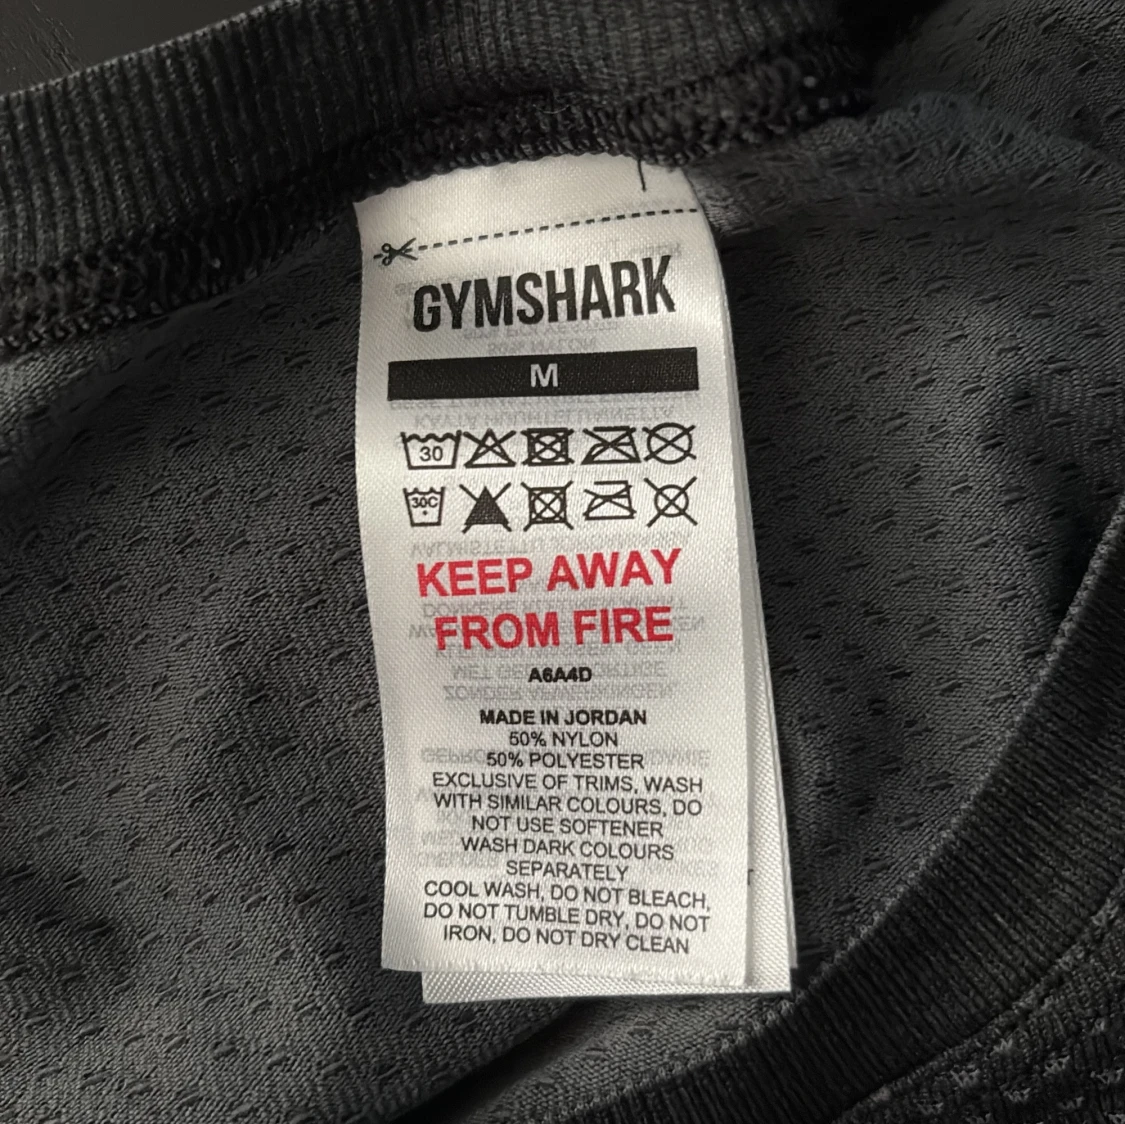 GYMSHARK
M
30
30C
KEEP AWAY
FROM FIRE
A6A4D
MADE IN JORDAN
50% NYLON
50% POLYESTER
EXCLUSIVE OF TRIMS, WASH
WITH SIMILAR COLOURS, DO
NOT USE SOFTENER
WASH DARK COLOURS
SEPARATELY
COOL WASH, DO NOT BLEACH,
DO NOT TUMBLE DRY, DO NOT
IRON, DO NOT DRY CLEAN